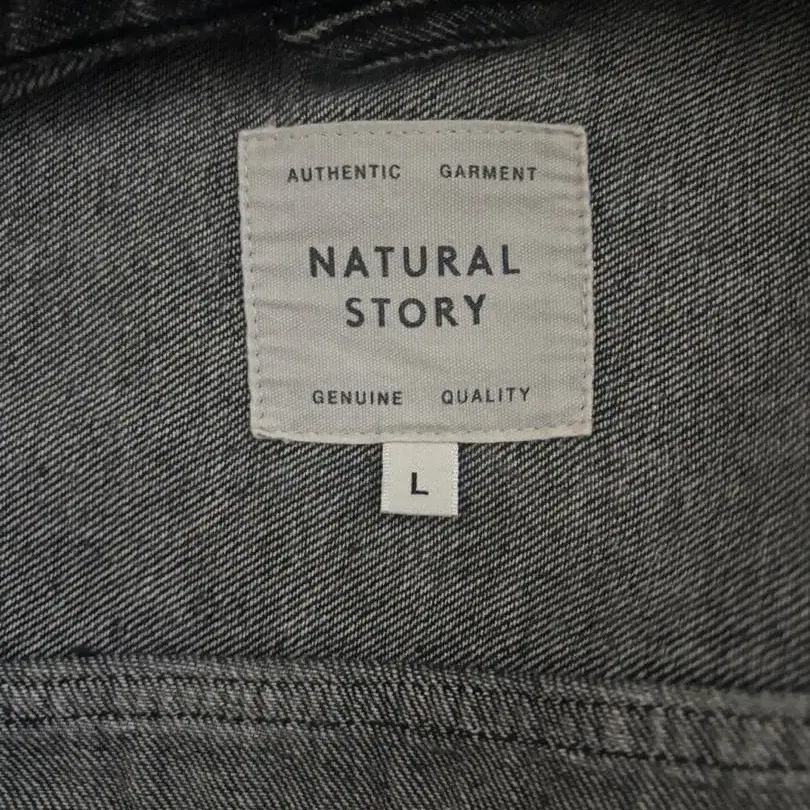 AUTHENTIC GARMENT
NATURAL
STORY
GENUINE QUALITY
L